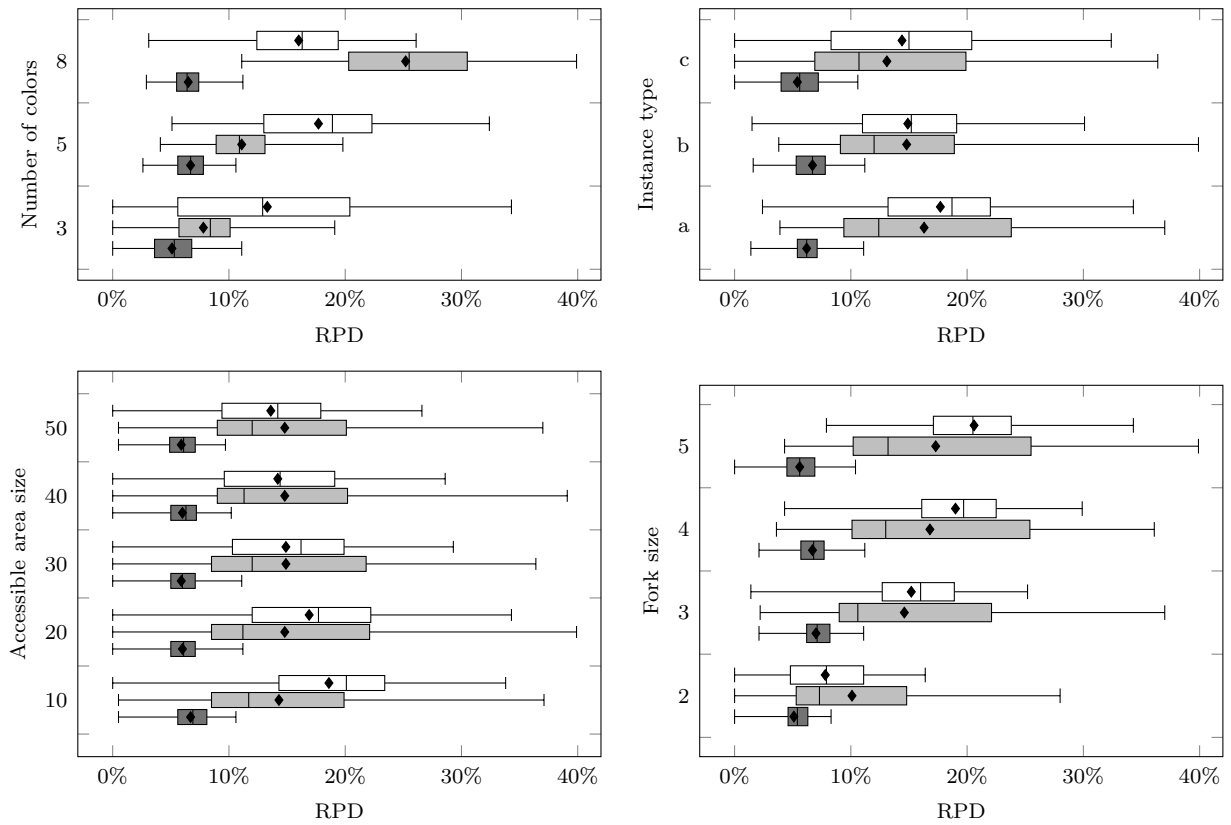 Number of colors
8
5
3
0% 10% 20% 30% 40%
RPD
Instance type
c
b
a
0% 10% 20% 30% 40%
RPD
Accessible area size
50
40
30
20
10
0% 10% 20% 30% 40%
RPD
Fork size
5
4
3
2
0% 10% 20% 30% 40%
RPD